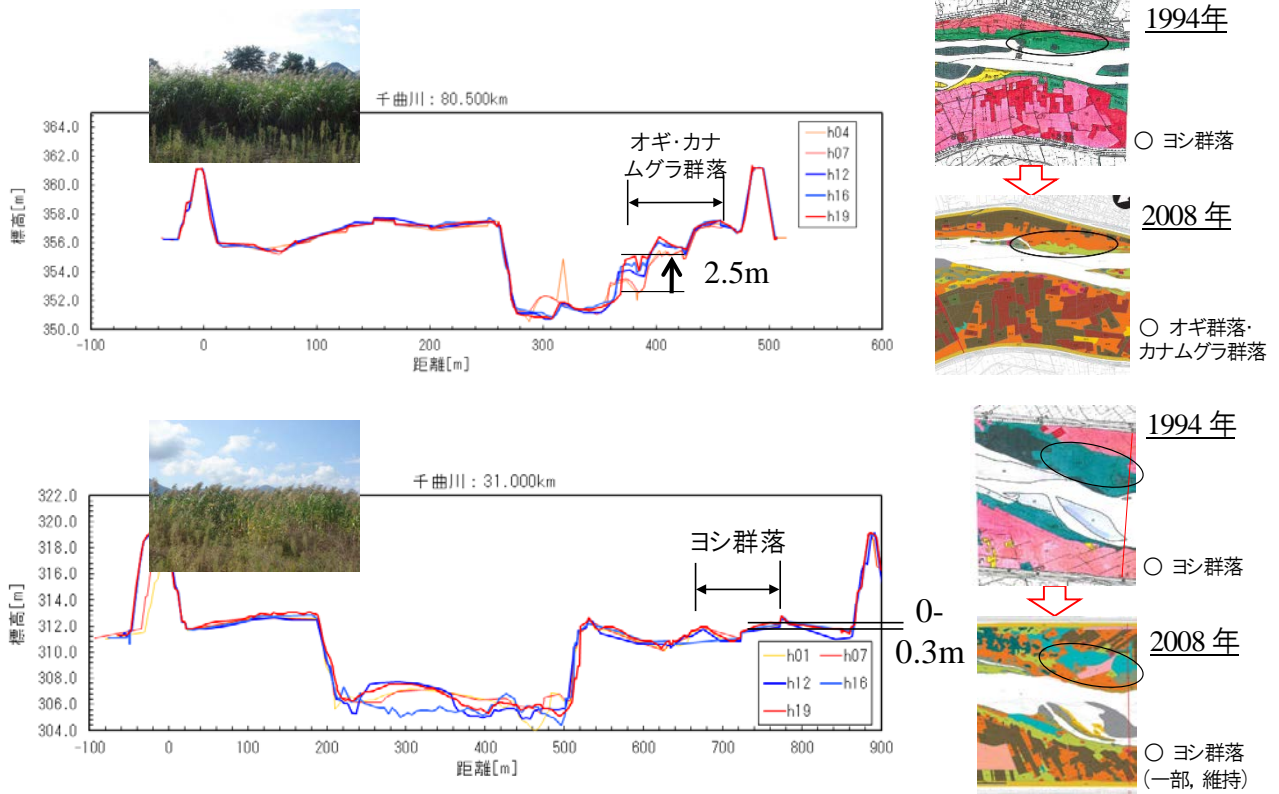 千曲川：80.500km
標高[m]
364.0
362.0
360.0
358.0
356.0
354.0
352.0
350.0
-100
0
100
200
300
400
500
600
距離[m]
オギ・カナ
ムグラ群落
2.5m
h04
h07
h12
h16
h19
1994年
○ ヨシ群落
2008 年
○ オギ群落・
カナムグラ群落
千曲川：31.000km
標高[m]
322.0
320.0
318.0
316.0
314.0
312.0
310.0
308.0
306.0
304.0
-100
0
100
200
300
400
500
600
700
800
900
距離[m]
ヨシ群落
0-
0.3m
h01
h07
h12
h16
h19
1994 年
○ ヨシ群落
2008 年
○ ヨシ群落
(一部, 維持)